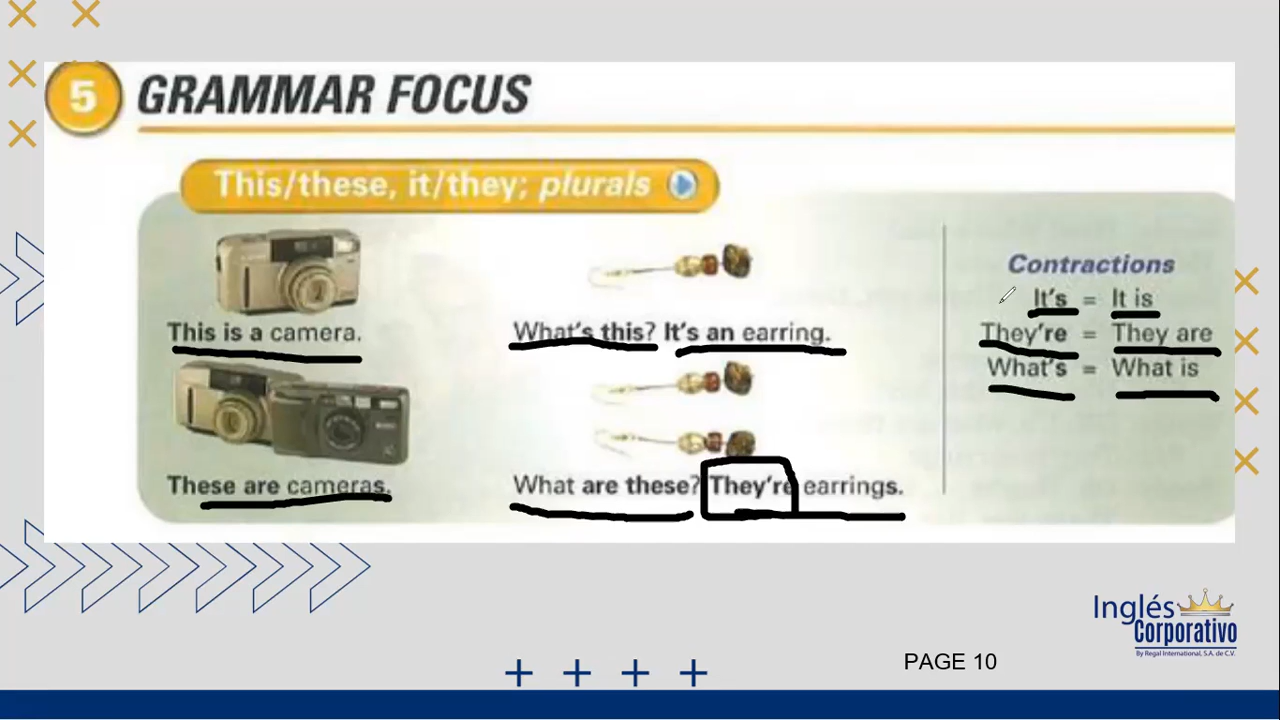 5 GRAMMAR FOCUS
This/these, it/they; plurals
This is a camera.
What's this? It's an earring.
These are cameras.
What are these? They're earrings.
Contractions
It's = It is
They're = They are
What's = What is
Inglés
Corporativo
By Regal International, S.A. de C.V.
PAGE 10